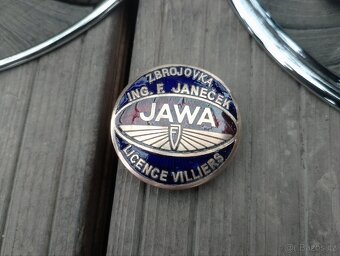 ZBROJOVKA
ING. F. JANEČEK
JAWA
F
LICENCE VILLIERS